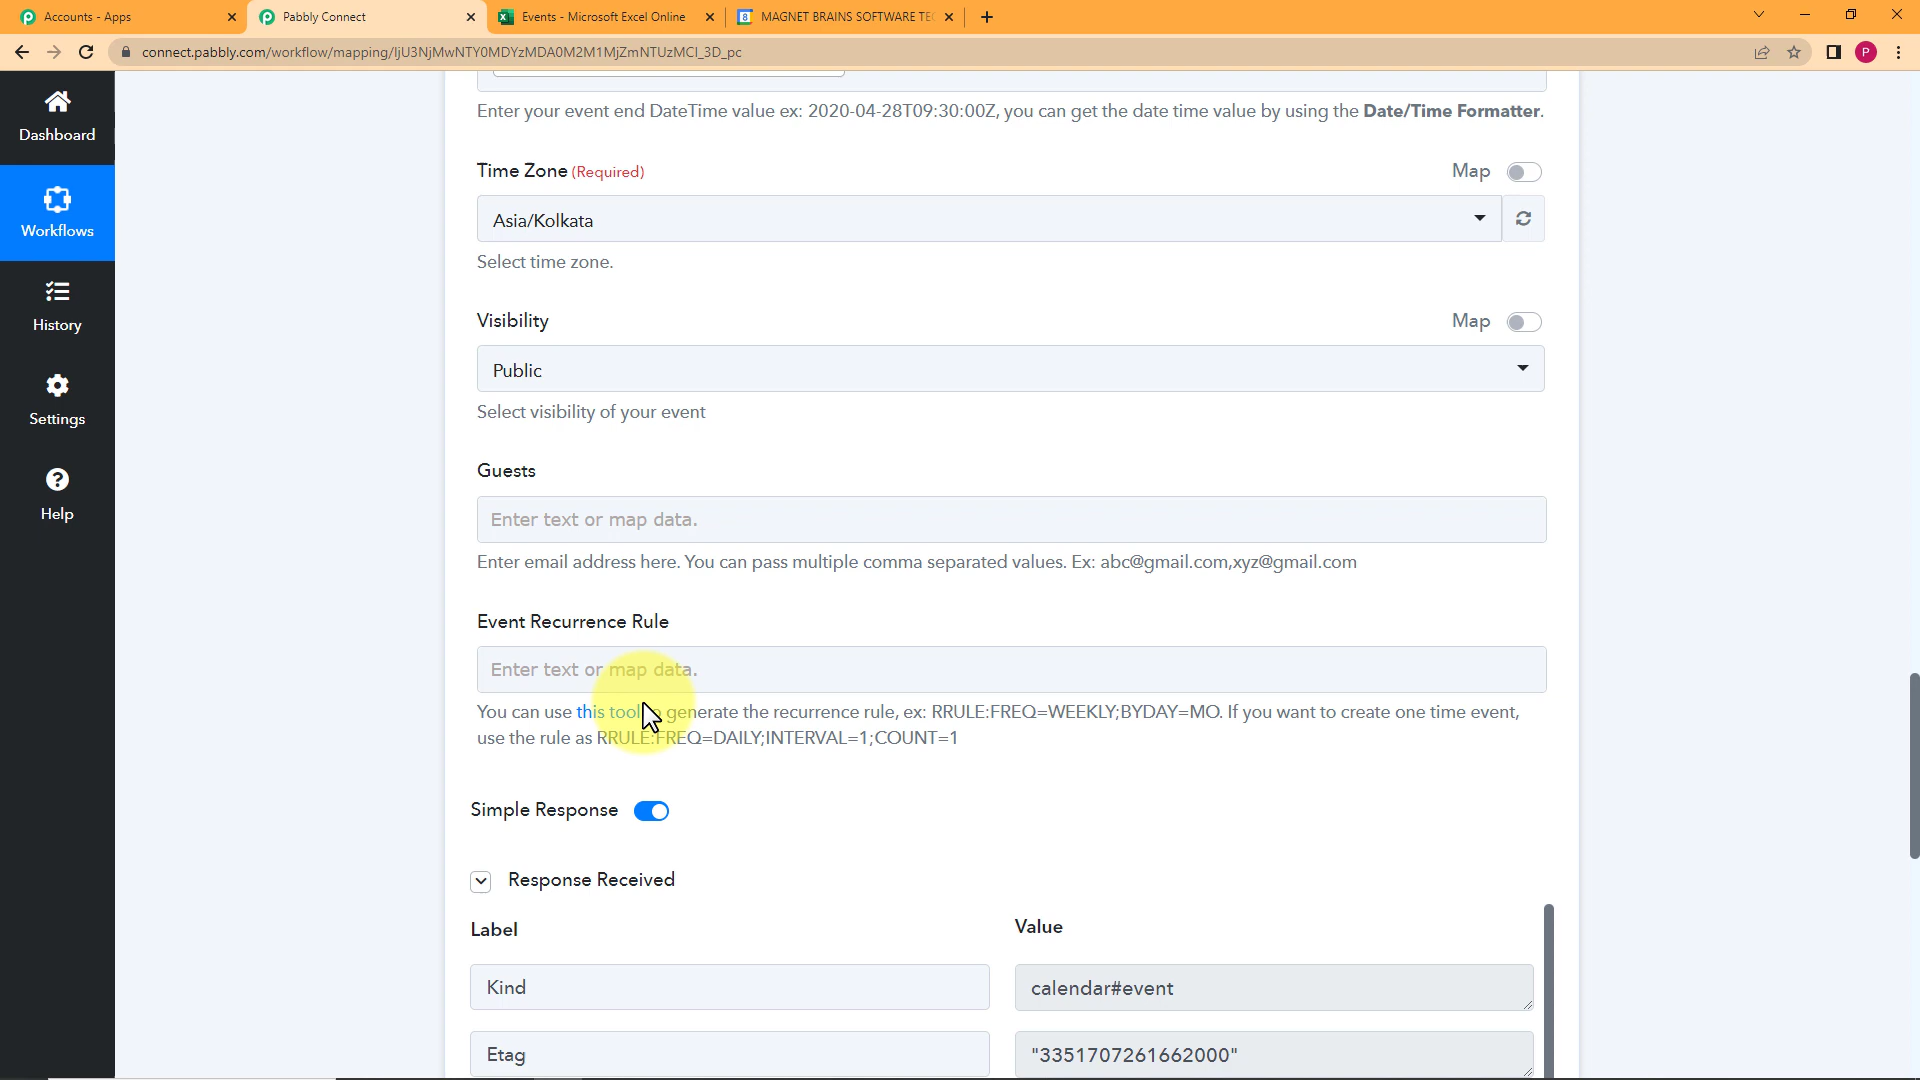 Accounts - Apps
Pabbly Connect
Events - Microsoft Excel Online
8
MAGNET BRAINS SOFTWARE TEC
connect.pabbly.com/workflow/mapping/IjU3NjMwNTY0MDYzMDA0M2M1MjZmNTUzMCI_3D_pc
P
Dashboard
Workflows
History
Settings
Help
Enter your event end DateTime value ex: 2020-04-28T09:30:00Z, you can get the date time value by using the Date/Time Formatter.
Time Zone (Required)
Map
Asia/Kolkata
Select time zone.
Visibility
Map
Public
Select visibility of your event
Guests
Enter text or map data.
Enter email address here. You can pass multiple comma separated values. Ex: abc@gmail.com,xyz@gmail.com
Event Recurrence Rule
Enter text or map data.
You can use this tool to generate the recurrence rule, ex: RRULE:FREQ=WEEKLY;BYDAY=MO. If you want to create one time event,
use the rule as RRULE:FREQ=DAILY;INTERVAL=1;COUNT=1
Simple Response
Response Received
Label
Value
Kind
calendar#event
Etag
"3351707261662000"